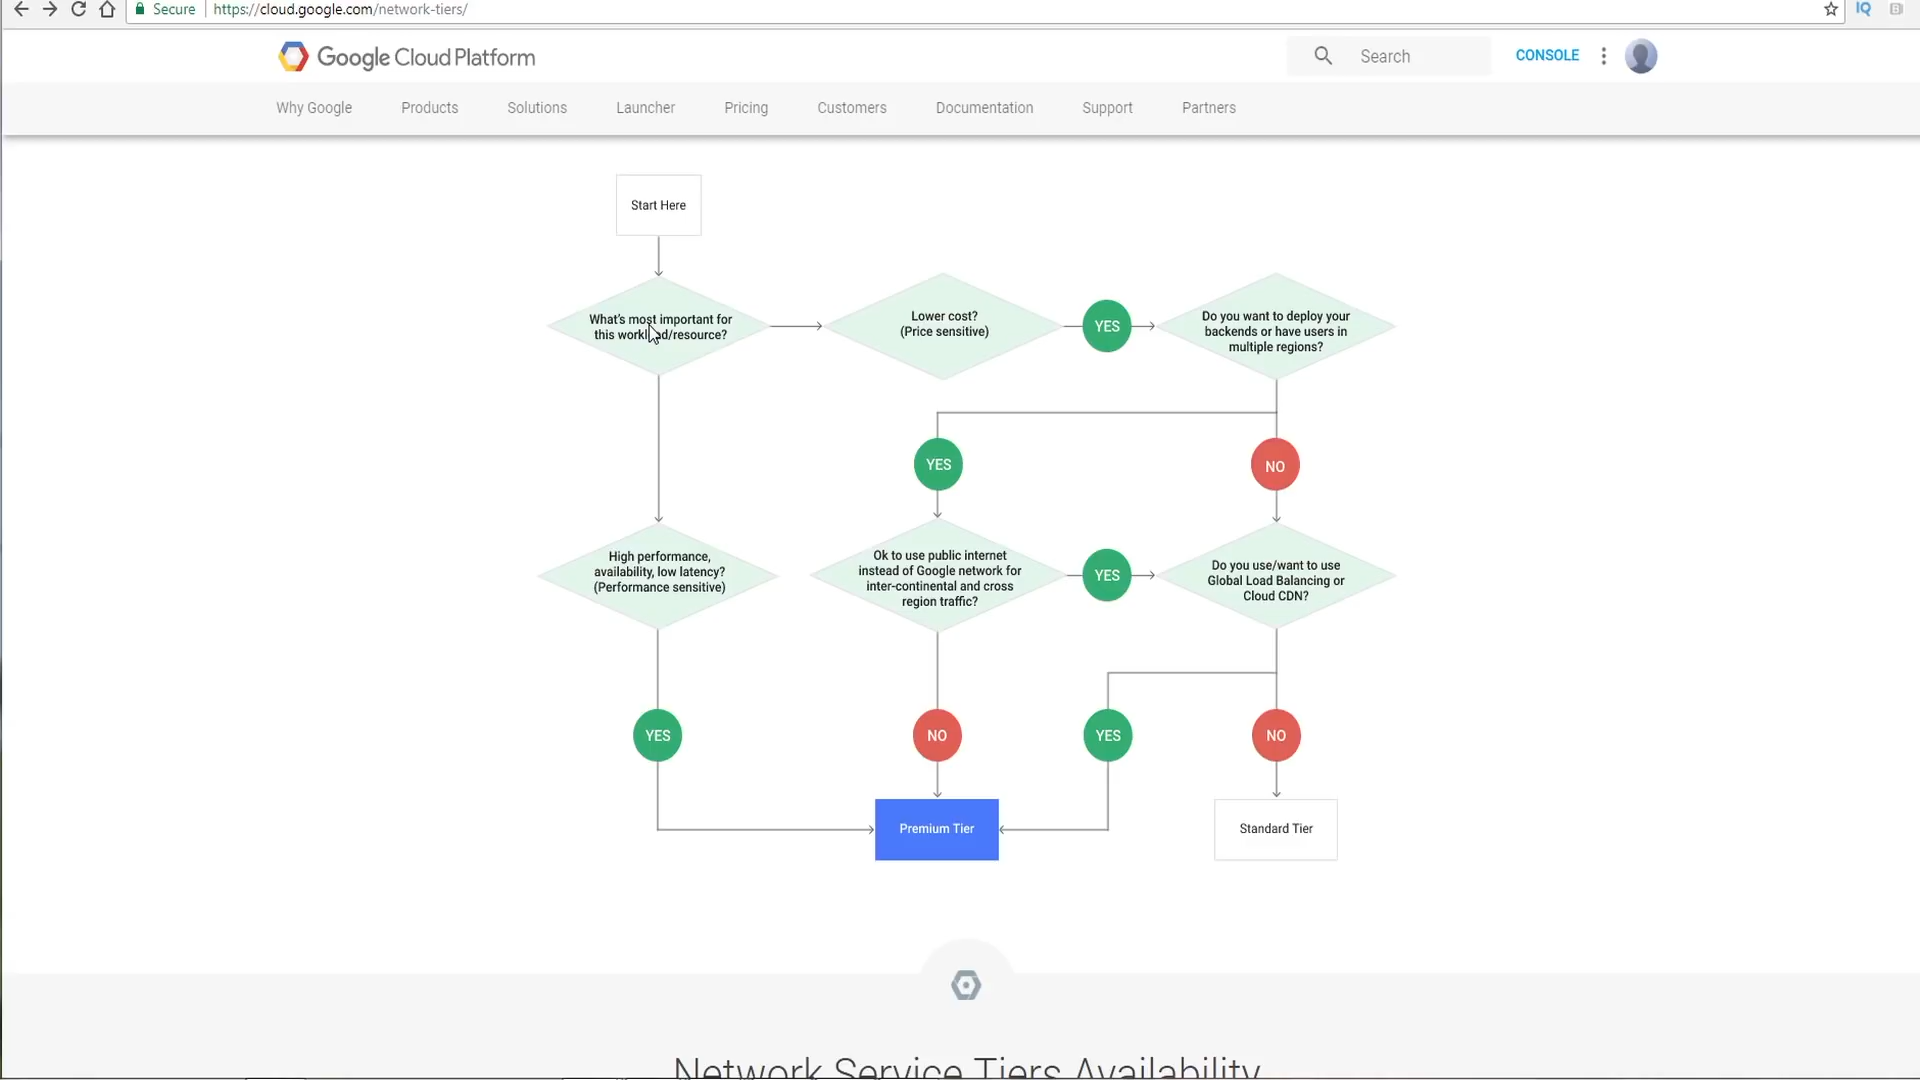 Secure
https://cloud.google.com/network-tiers/
IQ
Google Cloud Platform
Search
CONSOLE
Why Google
Products
Solutions
Launcher
Pricing
Customers
Documentation
Support
Partners
Start Here
What's most important for
this workload/resource?
Lower cost?
(Price sensitive)
YES
Do you want to deploy your
backends or have users in
multiple regions?
YES
NO
High performance,
availability, low latency?
(Performance sensitive)
Ok to use public internet
instead of Google network for
inter-continental and cross
region traffic?
YES
Do you use/want to use
Global Load Balancing or
Cloud CDN?
YES
NO
YES
NO
Premium Tier
Standard Tier
Network Service Tiers Availability